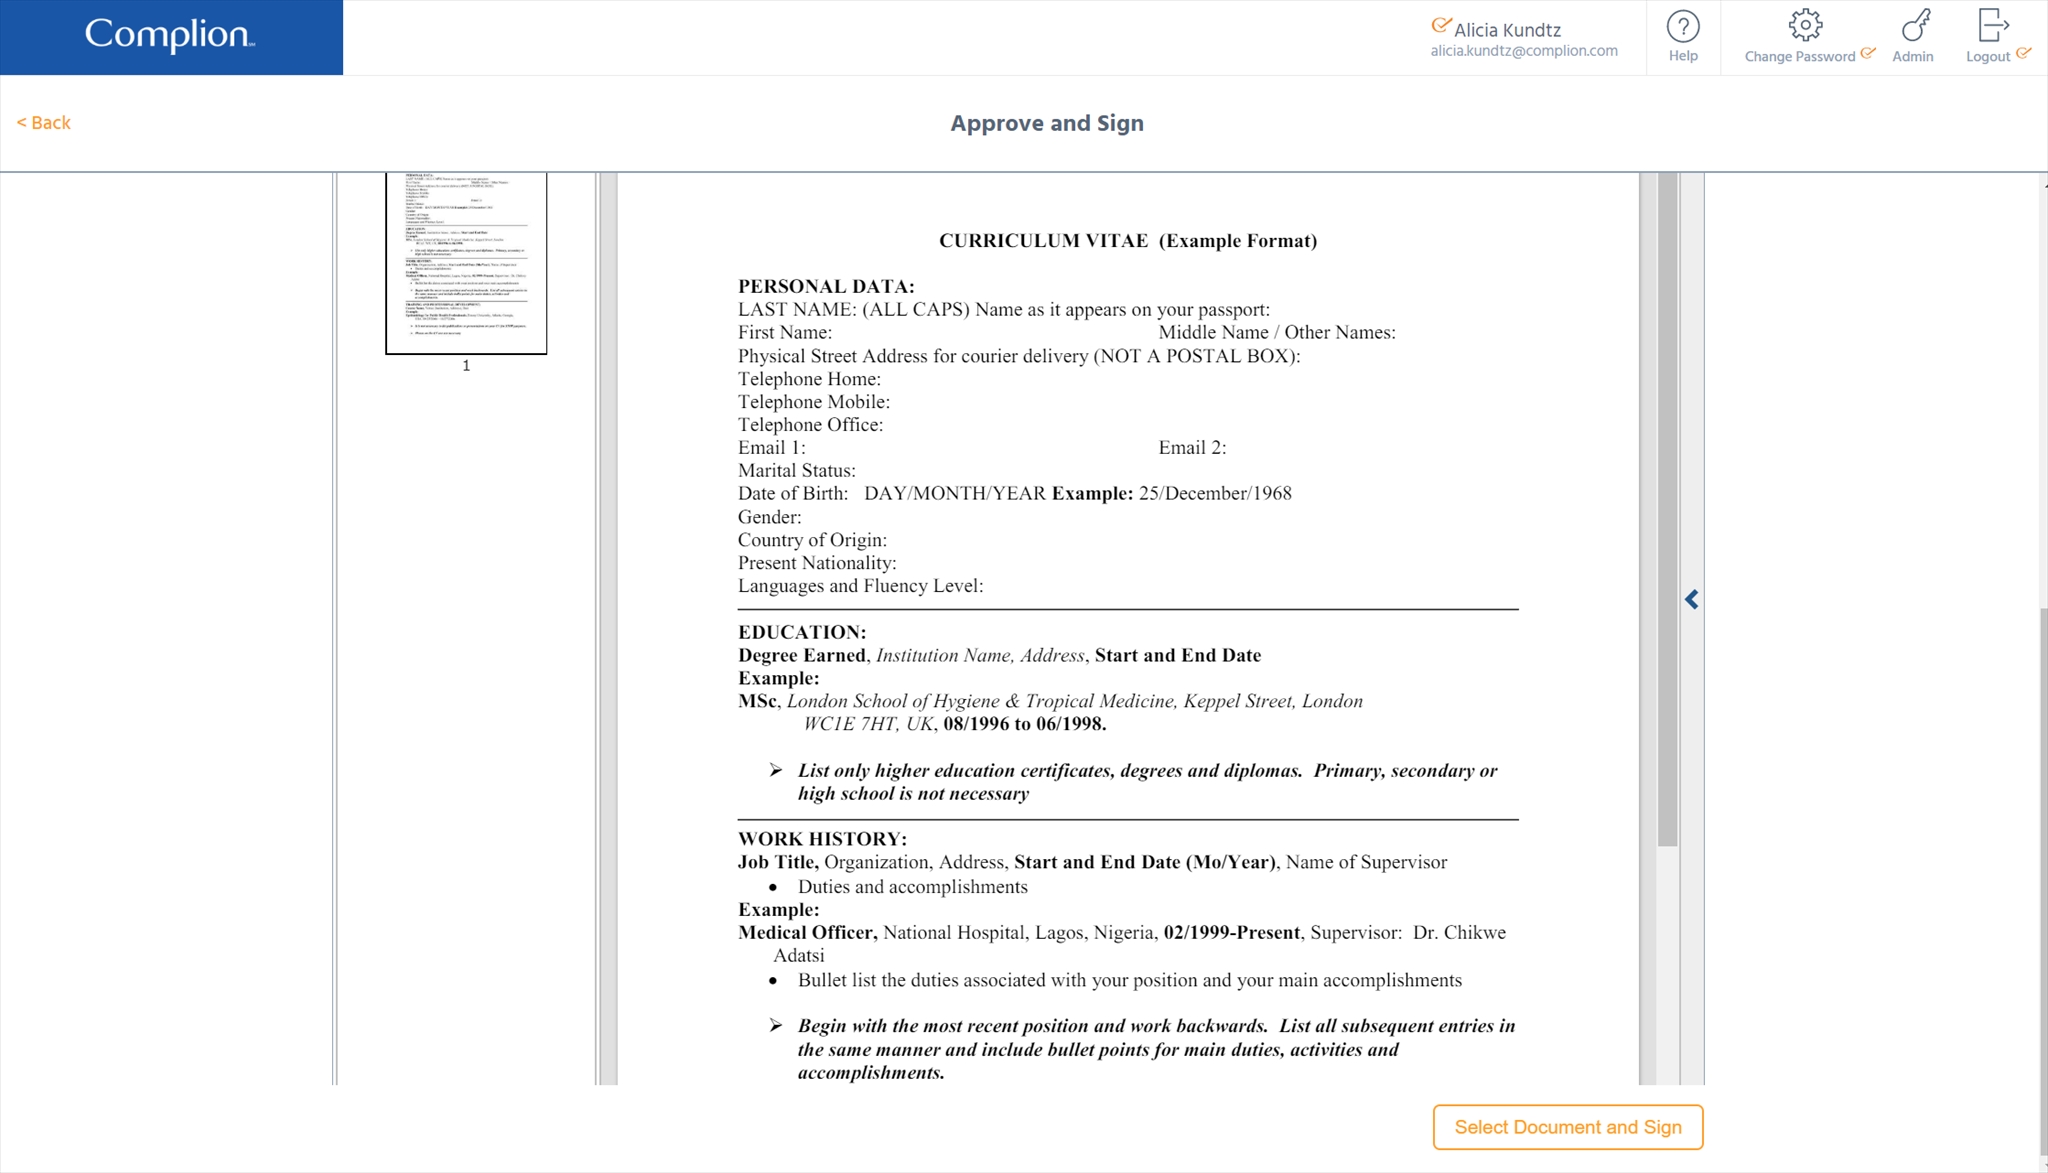 Complion
Alicia Kundtz
alicia.kundtz@complion.com
Help
Change Password
Admin
Logout
< Back
Approve and Sign
1
CURRICULUM VITAE (Example Format)
PERSONAL DATA:
LAST NAME: (ALL CAPS) Name as it appears on your passport:
First Name: Middle Name / Other Names:
Physical Street Address for courier delivery (NOT A POSTAL BOX):
Telephone Home:
Telephone Mobile:
Telephone Office:
Email 1: Email 2:
Marital Status:
Date of Birth: DAY/MONTH/YEAR Example: 25/December/1968
Gender:
Country of Origin:
Present Nationality:
Languages and Fluency Level:
EDUCATION:
Degree Earned, Institution Name, Address, Start and End Date
Example:
MSc, London School of Hygiene & Tropical Medicine, Keppel Street, London
WC1E 7HT, UK, 08/1996 to 06/1998.
➢ List only higher education certificates, degrees and diplomas. Primary, secondary or
high school is not necessary
WORK HISTORY:
Job Title, Organization, Address, Start and End Date (Mo/Year), Name of Supervisor
• Duties and accomplishments
Example:
Medical Officer, National Hospital, Lagos, Nigeria, 02/1999-Present, Supervisor: Dr. Chikwe
Adatsi
• Bullet list the duties associated with your position and your main accomplishments
➢ Begin with the most recent position and work backwards. List all subsequent entries in
the same manner and include bullet points for main duties, activities and
accomplishments.
Select Document and Sign